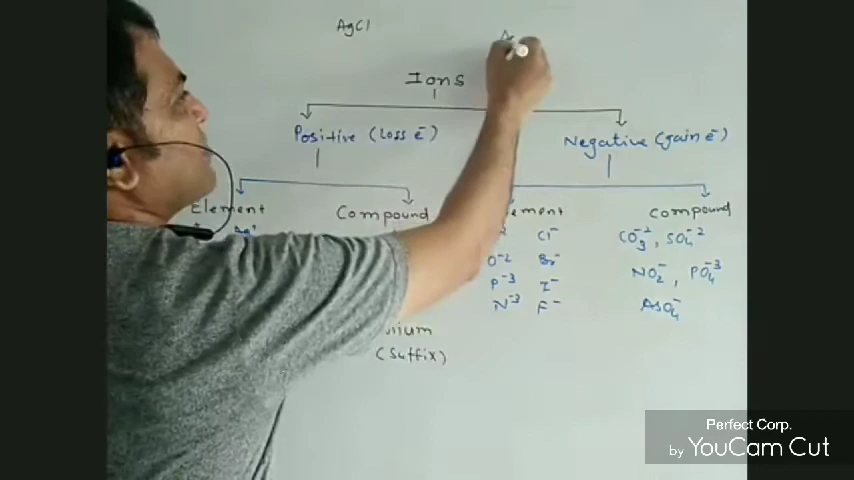 AgCl
Ions
Positive (Loss e⁻)
Negative (gain e⁻)
Element
Compound
Compound
Cl⁻
CO₃⁻², SO₄⁻²
O⁻² Br⁻
P⁻³ I⁻
NO₂⁻, PO₄⁻³
N⁻³ F⁻
AsO₄⁻
(Suffix)
Perfect Corp.
by YouCam Cut